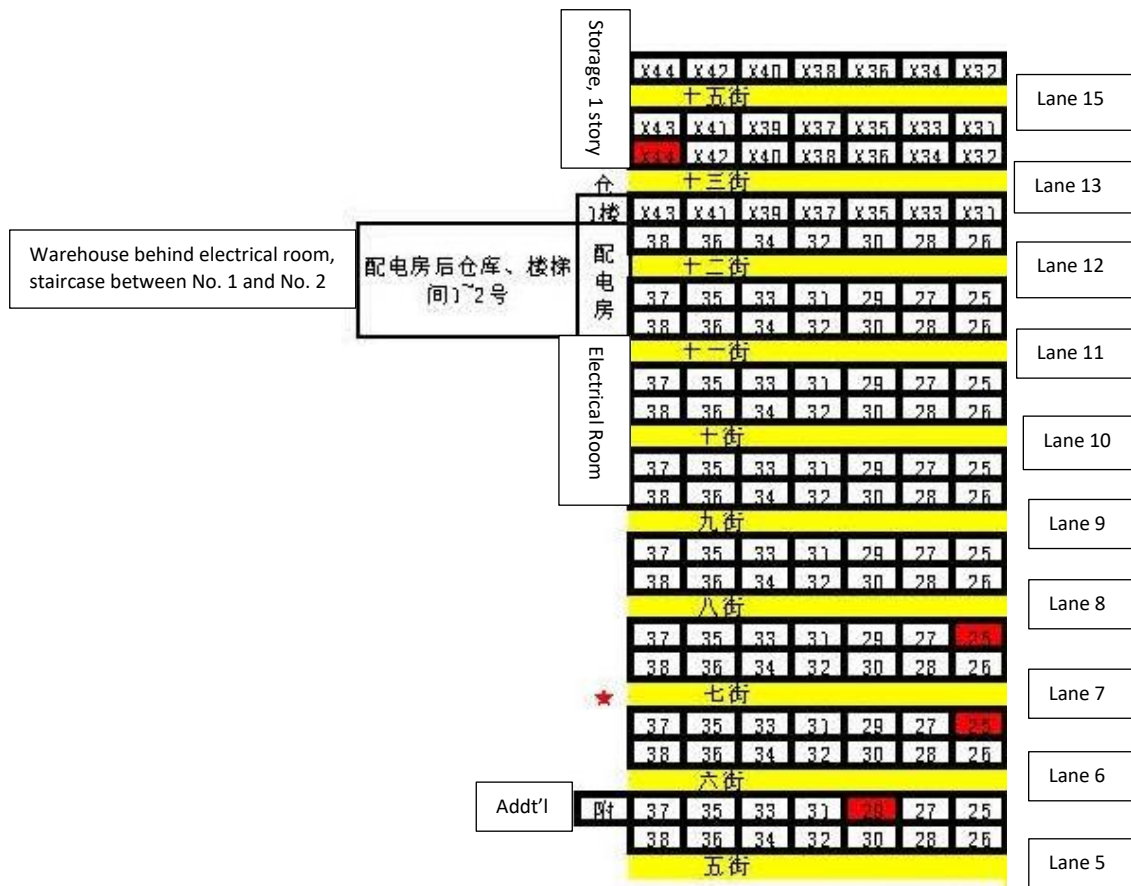 Storage, 1 story
X44 X42 X40 X38 X36 X34 X32
十五街
Lane 15
X43 X41 X39 X37 X35 X33 X31
X44 X42 X40 X38 X36 X34 X32
仓
十三街
Lane 13
1楼
X43 X41 X39 X37 X35 X33 X31
38 36 34 32 30 28 26
Warehouse behind electrical room,
staircase between No. 1 and No. 2
配电房后仓库、楼梯
间1~2号
配电房
十二街
Lane 12
37 35 33 31 29 27 25
38 36 34 32 30 28 26
十一街
Lane 11
Electrical Room
37 35 33 31 29 27 25
38 36 34 32 30 28 26
十街
Lane 10
37 35 33 31 29 27 25
38 36 34 32 30 28 26
九街
Lane 9
37 35 33 31 29 27 25
38 36 34 32 30 28 26
八街
Lane 8
37 35 33 31 29 27 25
38 36 34 32 30 28 26
七街
Lane 7
37 35 33 31 29 27 25
38 36 34 32 30 28 26
六街
Lane 6
Addt'l
附 37 35 33 31 29 27 25
38 36 34 32 30 28 26
五街
Lane 5